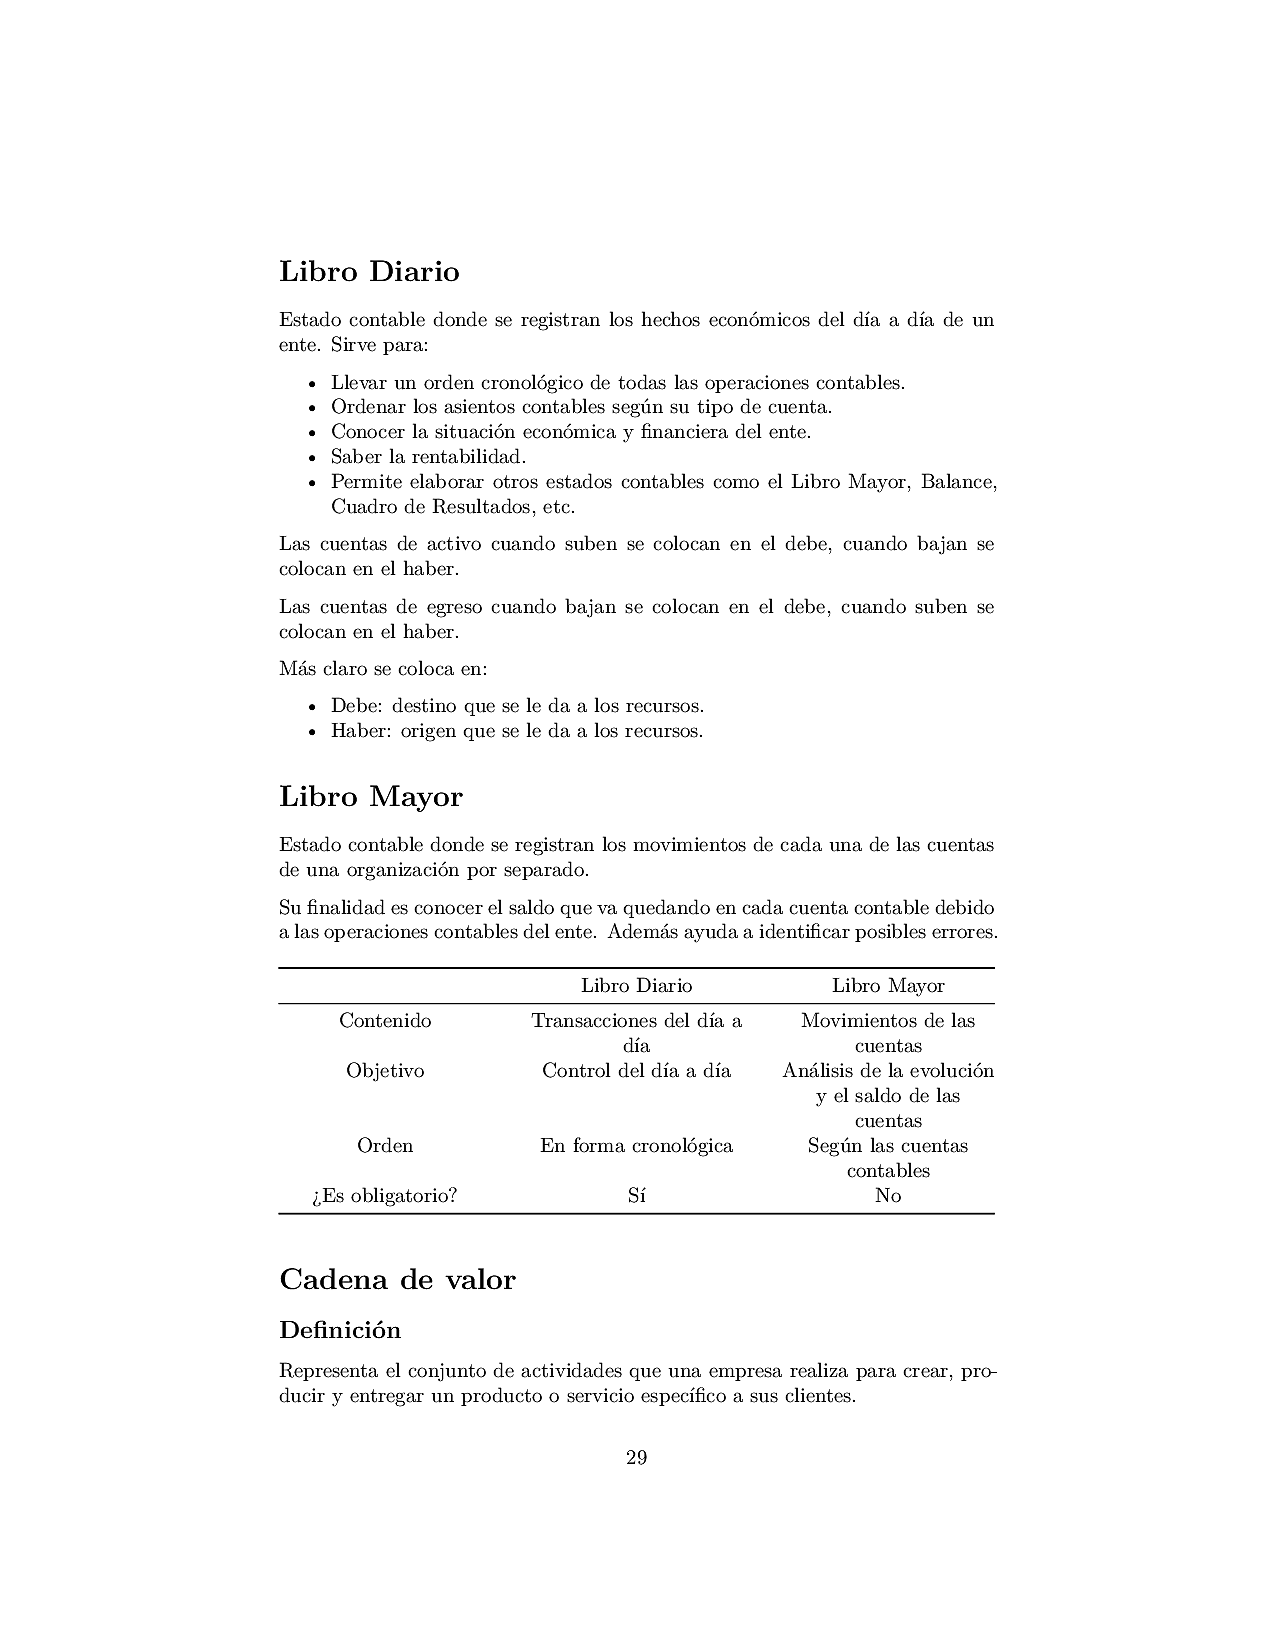 Libro Diario
Estado contable donde se registran los hechos económicos del día a día de un
ente. Sirve para:
• Llevar un orden cronológico de todas las operaciones contables.
• Ordenar los asientos contables según su tipo de cuenta.
• Conocer la situación económica y financiera del ente.
• Saber la rentabilidad.
• Permite elaborar otros estados contables como el Libro Mayor, Balance,
Cuadro de Resultados, etc.
Las cuentas de activo cuando suben se colocan en el debe, cuando bajan se
colocan en el haber.
Las cuentas de egreso cuando bajan se colocan en el debe, cuando suben se
colocan en el haber.
Más claro se coloca en:
• Debe: destino que se le da a los recursos.
• Haber: origen que se le da a los recursos.
Libro Mayor
Estado contable donde se registran los movimientos de cada una de las cuentas
de una organización por separado.
Su finalidad es conocer el saldo que va quedando en cada cuenta contable debido
a las operaciones contables del ente. Además ayuda a identificar posibles errores.
Libro Diario Libro Mayor
Contenido Transacciones del día a Movimientos de las
día cuentas
Objetivo Control del día a día Análisis de la evolución
y el saldo de las
cuentas
Orden En forma cronológica Según las cuentas
contables
¿Es obligatorio? Sí No
Cadena de valor
Definición
Representa el conjunto de actividades que una empresa realiza para crear, pro-
ducir y entregar un producto o servicio específico a sus clientes.
29